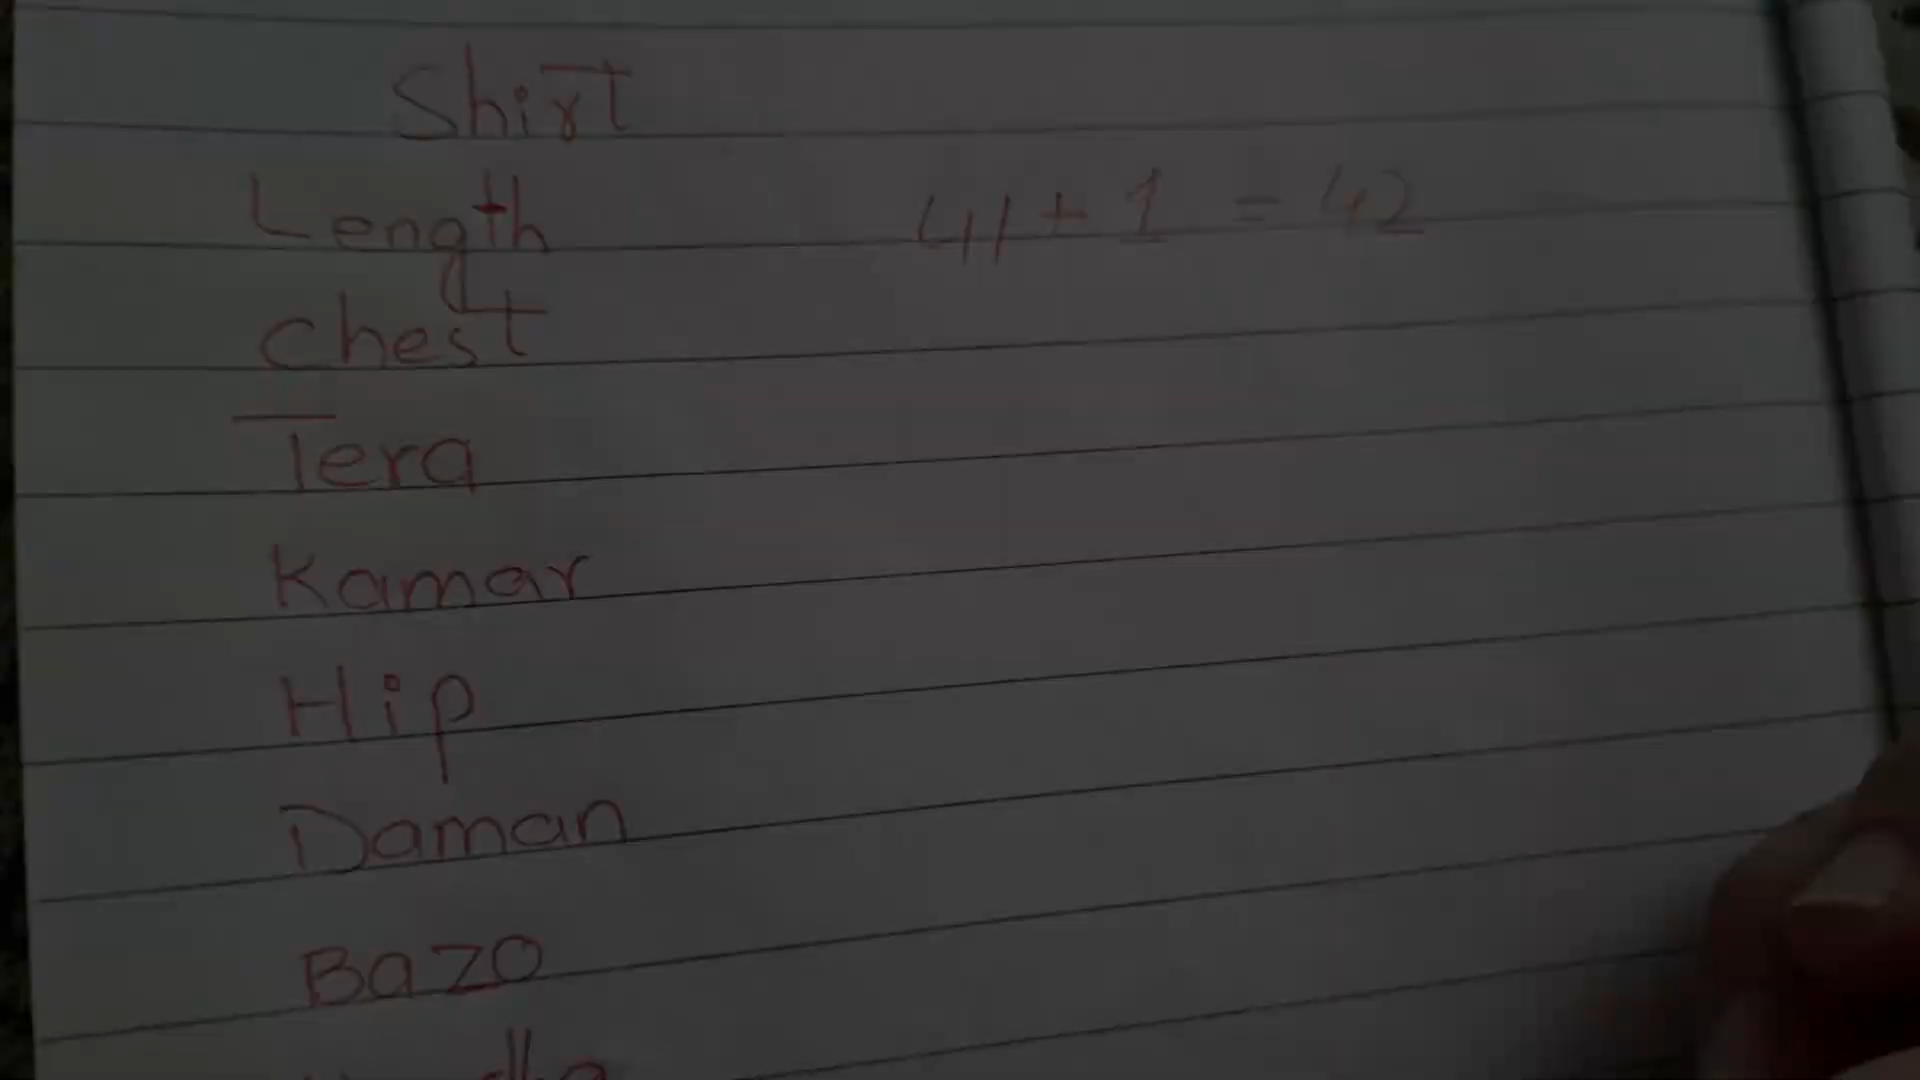 Shirt
Length 41 + 1 = 42
Chest
Tera
Kamar
Hip
Daman
Bazo